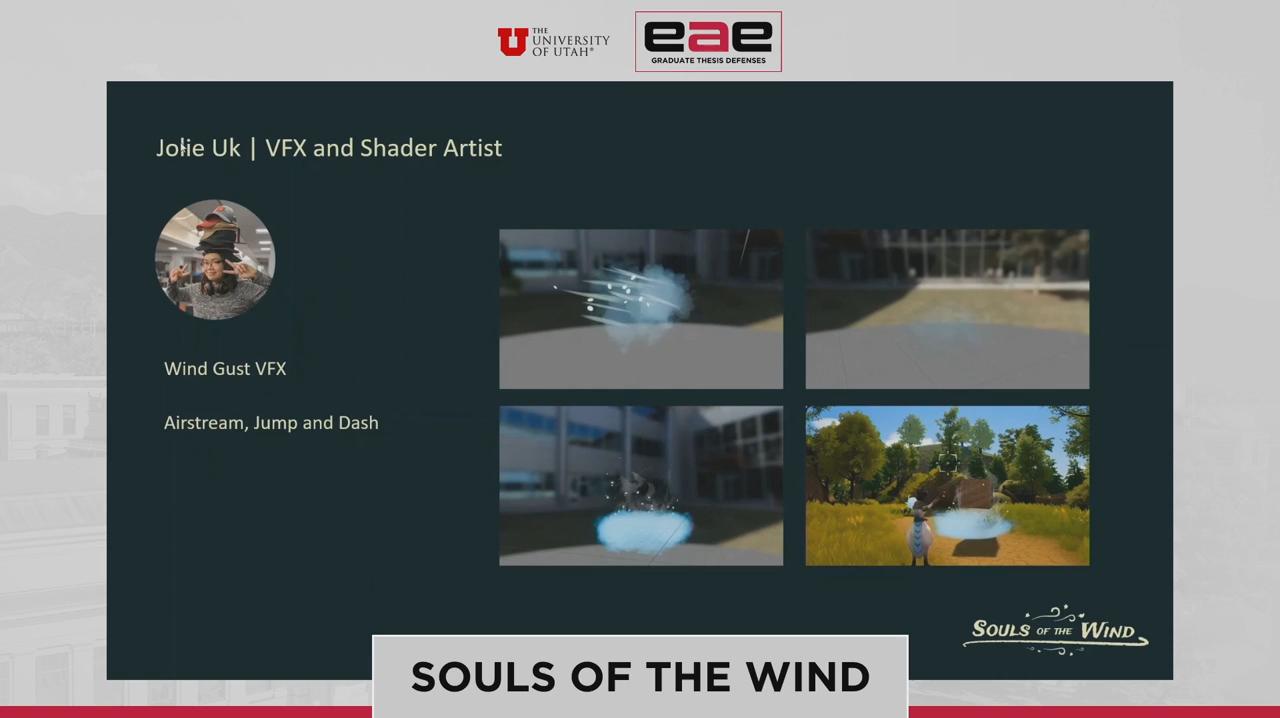 THE
UNIVERSITY
OF UTAH®
eae
GRADUATE THESIS DEFENSES
Jolie Uk | VFX and Shader Artist
Wind Gust VFX
Airstream, Jump and Dash
SOULS OF THE WIND
SOULS OF THE WIND